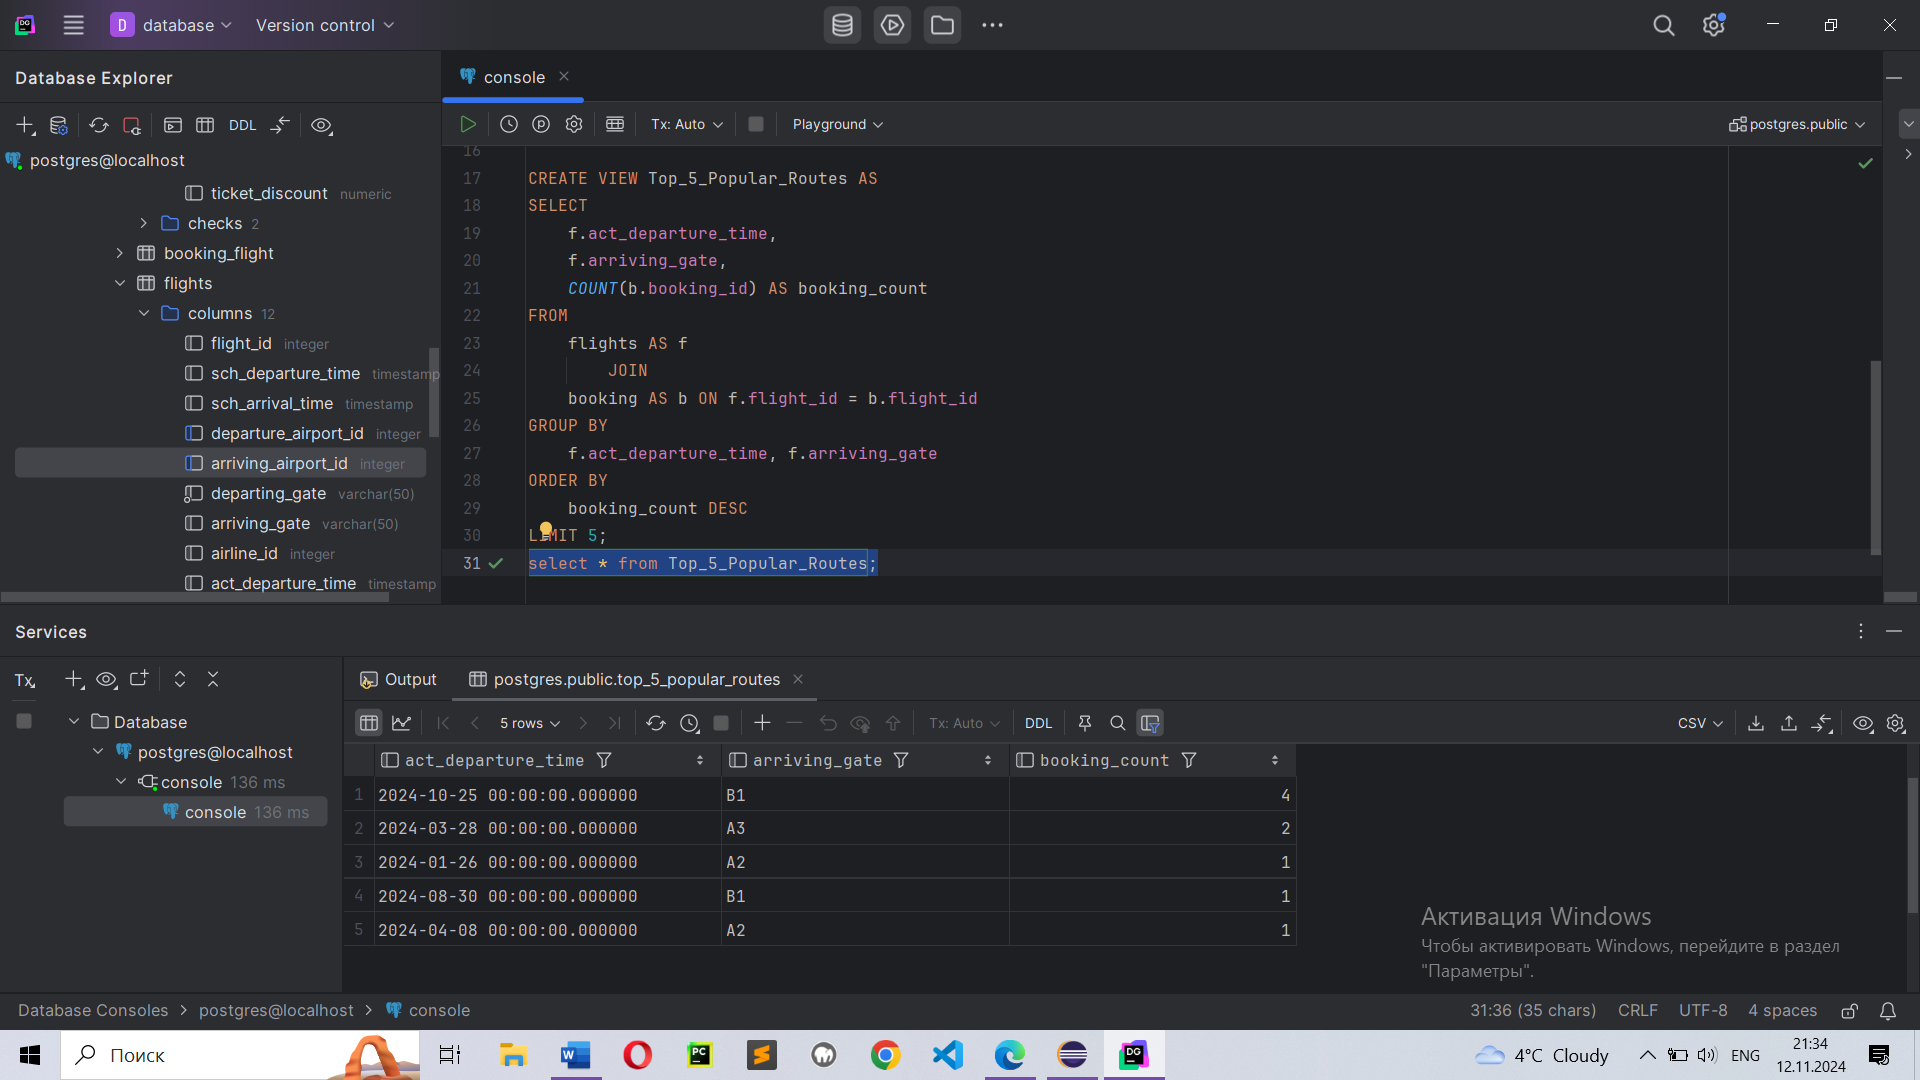 DG
D database Version control
Database Explorer
console
DDL
Tx: Auto
Playground
postgres.public
postgres@localhost
ticket_discount numeric
checks 2
booking_flight
flights
columns 12
flight_id integer
sch_departure_time timestamp
sch_arrival_time timestamp
departure_airport_id integer
arriving_airport_id integer
departing_gate varchar(50)
arriving_gate varchar(50)
airline_id integer
act_departure_time timestamp
16
17 CREATE VIEW Top_5_Popular_Routes AS
18 SELECT
19 f.act_departure_time,
20 f.arriving_gate,
21 COUNT(b.booking_id) AS booking_count
22 FROM
23 flights AS f
24 JOIN
25 booking AS b ON f.flight_id = b.flight_id
26 GROUP BY
27 f.act_departure_time, f.arriving_gate
28 ORDER BY
29 booking_count DESC
30 LIMIT 5;
31 select * from Top_5_Popular_Routes;
Services
Tx
Database
postgres@localhost
console 136 ms
console 136 ms
Output postgres.public.top_5_popular_routes
5 rows Tx: Auto DDL CSV
act_departure_time arriving_gate booking_count
1 2024-10-25 00:00:00.000000 B1 4
2 2024-03-28 00:00:00.000000 A3 2
3 2024-01-26 00:00:00.000000 A2 1
4 2024-08-30 00:00:00.000000 B1 1
5 2024-04-08 00:00:00.000000 A2 1
Активация Windows
Чтобы активировать Windows, перейдите в раздел
"Параметры".
Database Consoles > postgres@localhost > console
31:36 (35 chars) CRLF UTF-8 4 spaces
Поиск
W
PC
DG
4°C Cloudy
ENG
21:34
12.11.2024